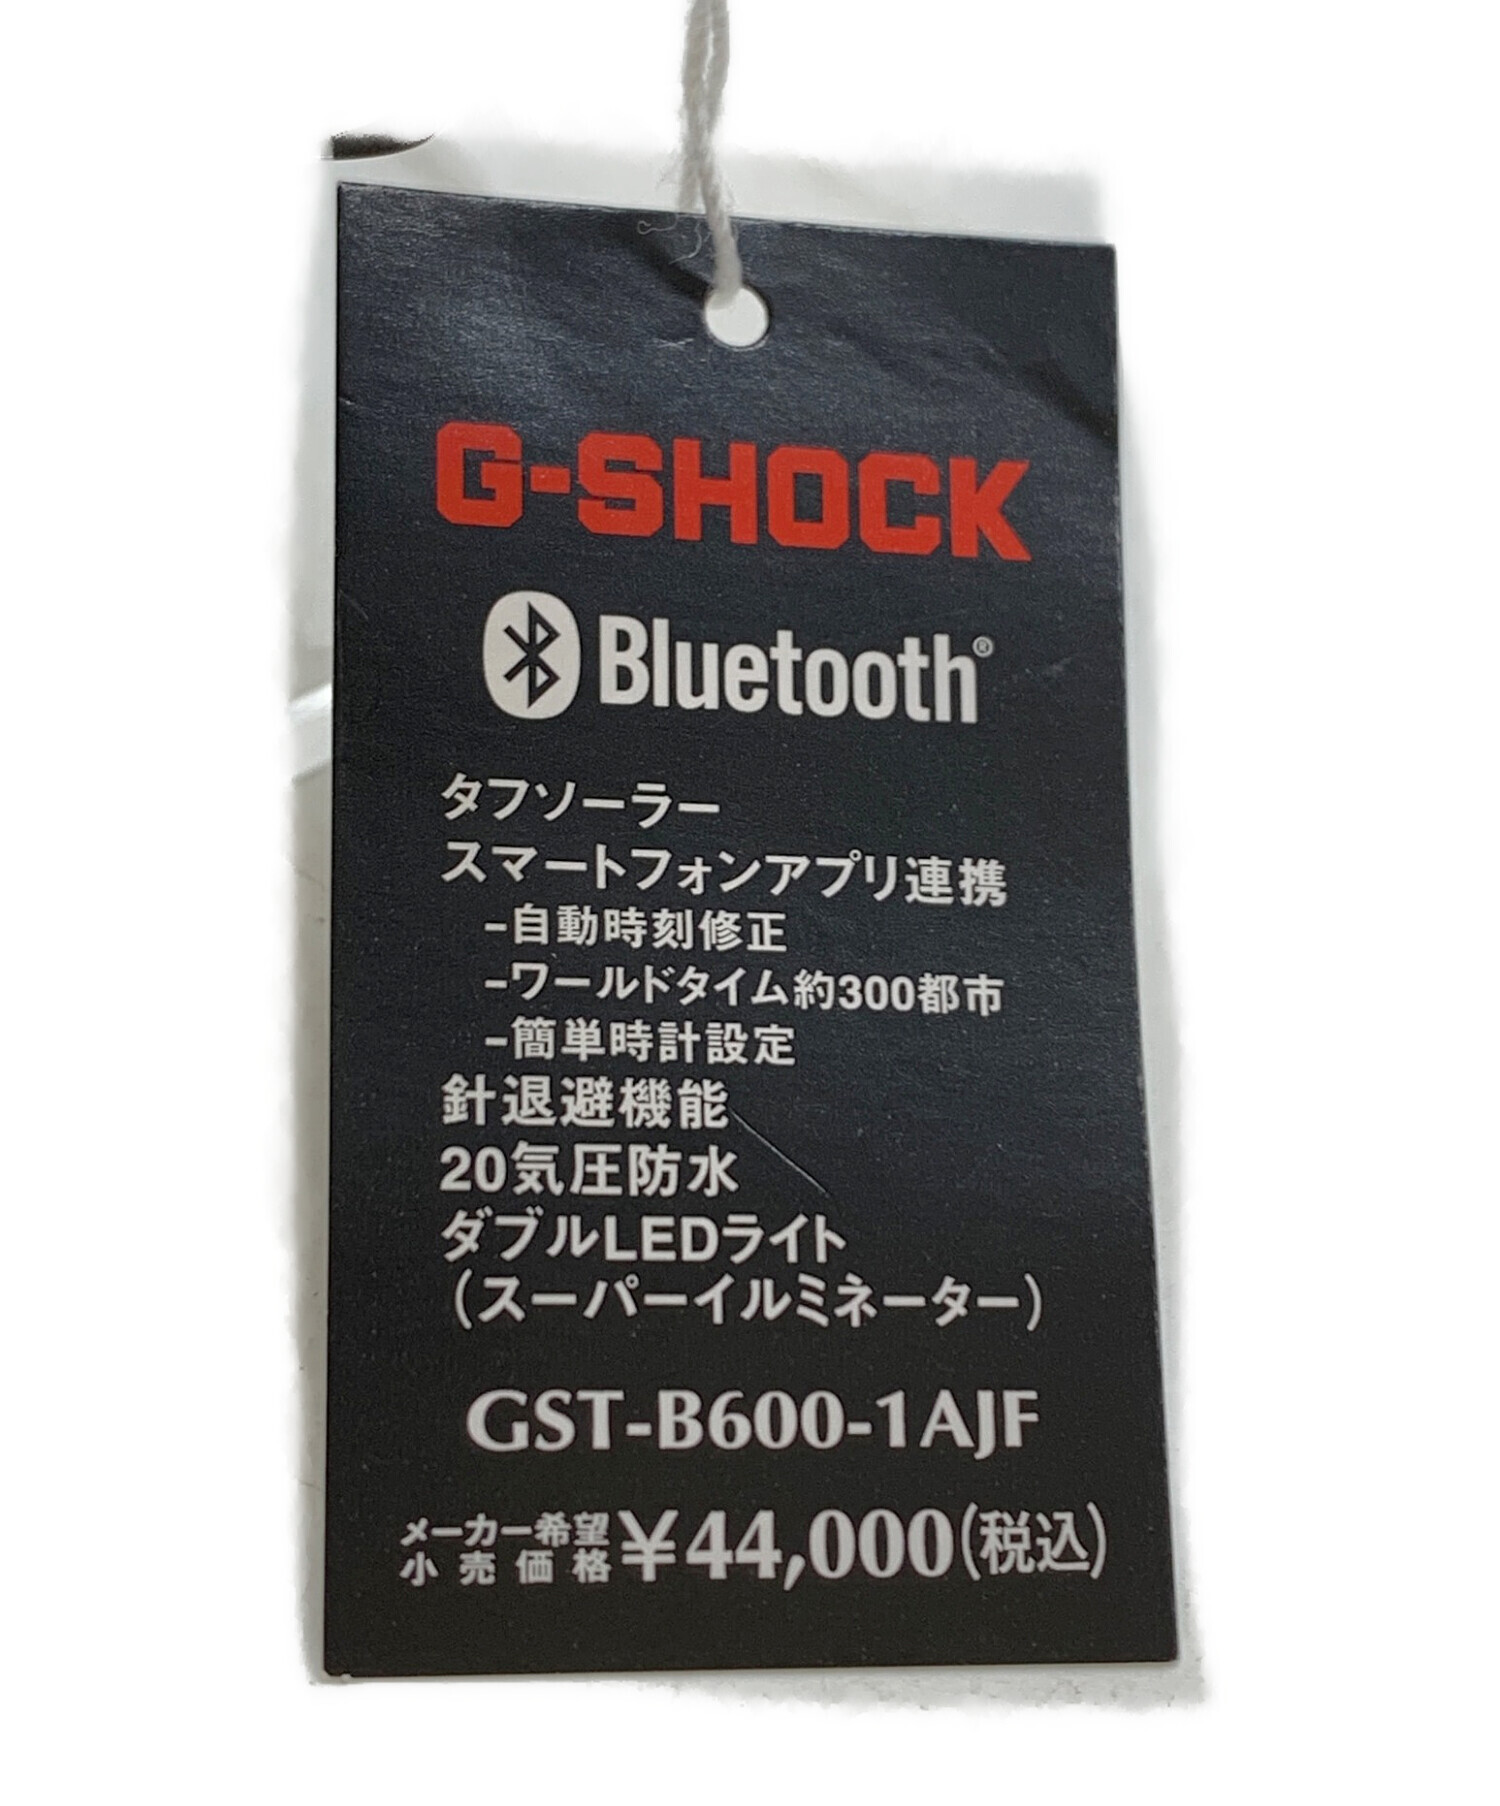 G-SHOCK
Bluetooth®
タフソーラー
スマートフォンアプリ連携
-自動時刻修正
-ワールドタイム約300都市
-簡単時計設定
針退避機能
20気圧防水
ダブルLEDライト
(スーパーイルミネーター)
GST-B600-1AJF
メーカー希望小売価格 ¥44,000(税込)